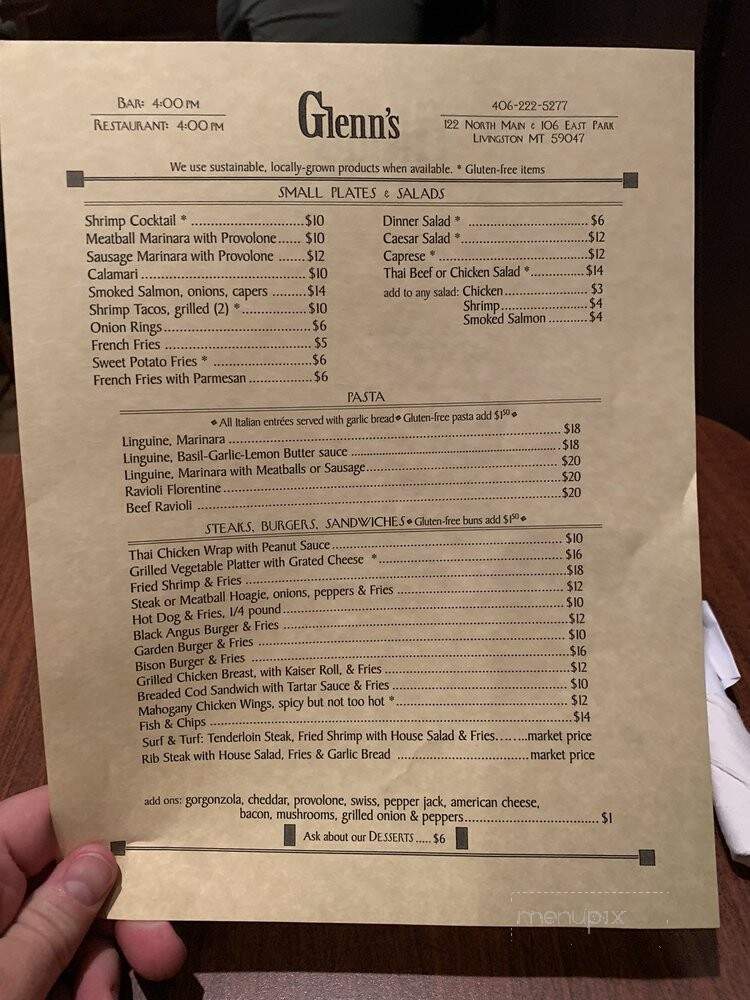 BAR: 4:00 PM
RESTAURANT: 4:00 PM
Glenn's
406-222-5277
122 NORTH MAIN & 106 EAST PARK
LIVINGSTON MT 59047
We use sustainable, locally-grown products when available. * Gluten-free items
SMALL PLATES & SALADS
Shrimp Cocktail * ............................$10
Meatball Marinara with Provolone...... $10
Sausage Marinara with Provolone .......$12
Calamari.......................................... $10
Smoked Salmon, onions, capers .........$14
Shrimp Tacos, grilled (2) *................$10
Onion Rings.....................................$6
French Fries ..................................... $5
Sweet Potato Fries * ........................$6
French Fries with Parmesan ...............$6
Dinner Salad * ............................... $6
Caesar Salad *................................$12
Caprese * ......................................$12
Thai Beef or Chicken Salad *..............$14
add to any salad: Chicken..................... $3
Shrimp.......................$4
Smoked Salmon ..........$4
PASTA
❖All Italian entrées served with garlic bread❖ Gluten-free pasta add $1⁵⁰❖
Linguine, Marinara ........................................................ $18
Linguine, Basil-Garlic-Lemon Butter sauce ....................... $18
Linguine, Marinara with Meatballs or Sausage.................... $20
Ravioli Florentine.......................................................... $20
Beef Ravioli ................................................................ $20
STEAKS, BURGERS, SANDWICHES❖ Gluten-free buns add $1⁵⁰❖
Thai Chicken Wrap with Peanut Sauce................................ $10
Grilled Vegetable Platter with Grated Cheese *.................... $16
Fried Shrimp & Fries ......................................................$18
Steak or Meatball Hoagie, onions, peppers & Fries ............... $12
Hot Dog & Fries, 1/4 pound............................................. $10
Black Angus Burger & Fries ............................................. $12
Garden Burger & Fries .................................................... $10
Bison Burger & Fries ...................................................... $16
Grilled Chicken Breast, with Kaiser Roll, & Fries ..................$12
Breaded Cod Sandwich with Tartar Sauce & Fries ................. $10
Mahogany Chicken Wings, spicy but not too hot *................ $12
Fish & Chips .................................................................$14
Surf & Turf: Tenderloin Steak, Fried Shrimp with House Salad & Fries.......market price
Rib Steak with House Salad, Fries & Garlic Bread ..........................market price
add ons: gorgonzola, cheddar, provolone, swiss, pepper jack, american cheese,
bacon, mushrooms, grilled onion & peppers.............................. $1
Ask about our DESSERTS ..... $6
menupix